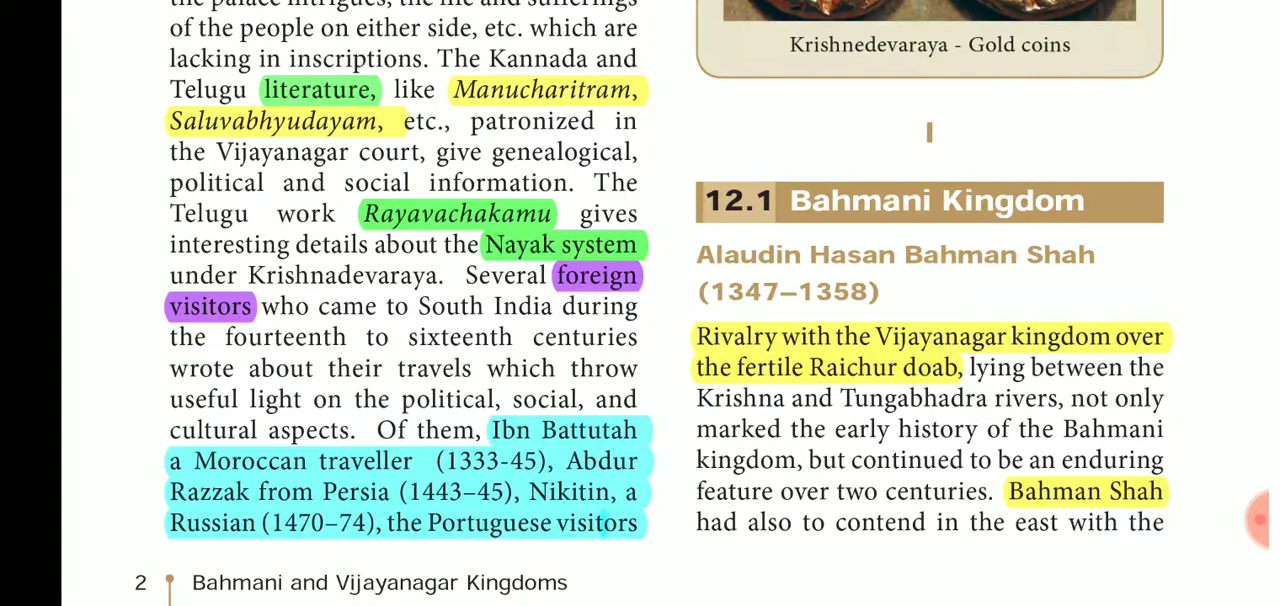 the palace intrigues, the life and sufferings
of the people on either side, etc. which are
lacking in inscriptions. The Kannada and
Telugu literature, like Manucharitram,
Saluvabhyudayam, etc., patronized in
the Vijayanagar court, give genealogical,
political and social information. The
Telugu work Rayavachakamu gives
interesting details about the Nayak system
under Krishnadevaraya. Several foreign
visitors who came to South India during
the fourteenth to sixteenth centuries
wrote about their travels which throw
useful light on the political, social, and
cultural aspects. Of them, Ibn Battutah
a Moroccan traveller (1333-45), Abdur
Razzak from Persia (1443–45), Nikitin, a
Russian (1470–74), the Portuguese visitors
Krishnedevaraya - Gold coins
I
12.1 Bahmani Kingdom
Alaudin Hasan Bahman Shah
(1347–1358)
Rivalry with the Vijayanagar kingdom over
the fertile Raichur doab, lying between the
Krishna and Tungabhadra rivers, not only
marked the early history of the Bahmani
kingdom, but continued to be an enduring
feature over two centuries. Bahman Shah
had also to contend in the east with the
2 Bahmani and Vijayanagar Kingdoms